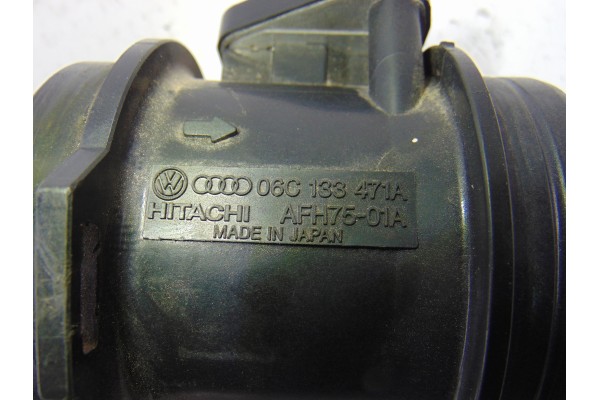 06C 133 471A
HITACHI AFH75-01A
MADE IN JAPAN